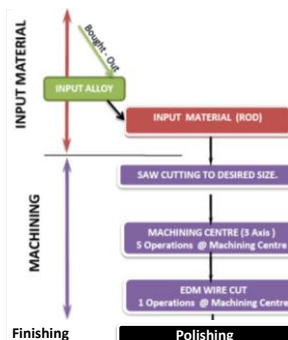 INPUT MATERIAL
Bought - Out
INPUT ALLOY
INPUT MATERIAL (ROD)
MACHINING
SAW CUTTING TO DESIRED SIZE.
MACHINING CENTRE (3 Axis )
5 Operations @ Machining Centre
EDM WIRE CUT
1 Operations @ Machining Centre
Finishing
Polishing